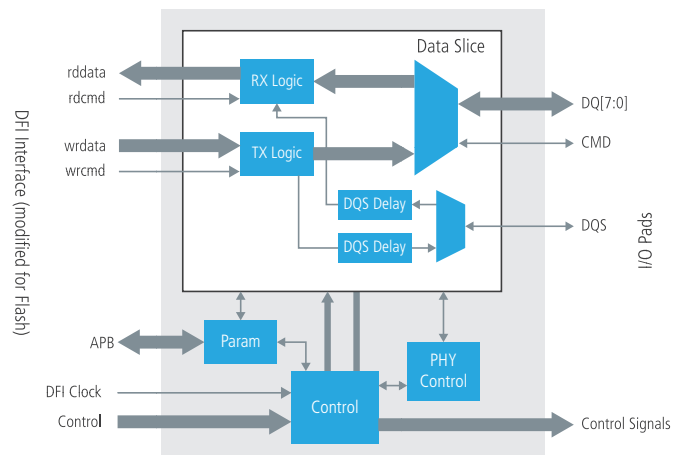 Data Slice
rddata
RX Logic
rdcmd
DQ[7:0]
wrdata
CMD
TX Logic
wrcmd
DQS Delay
DQS
DQS Delay
DFI Interface (modified for Flash)
I/O Pads
APB
Param
PHY
Control
DFI Clock
Control
Control
Control Signals